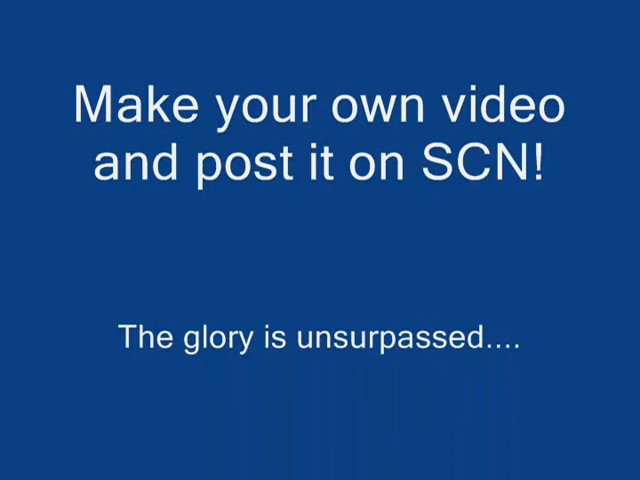 Make your own video
and post it on SCN!
The glory is unsurpassed....